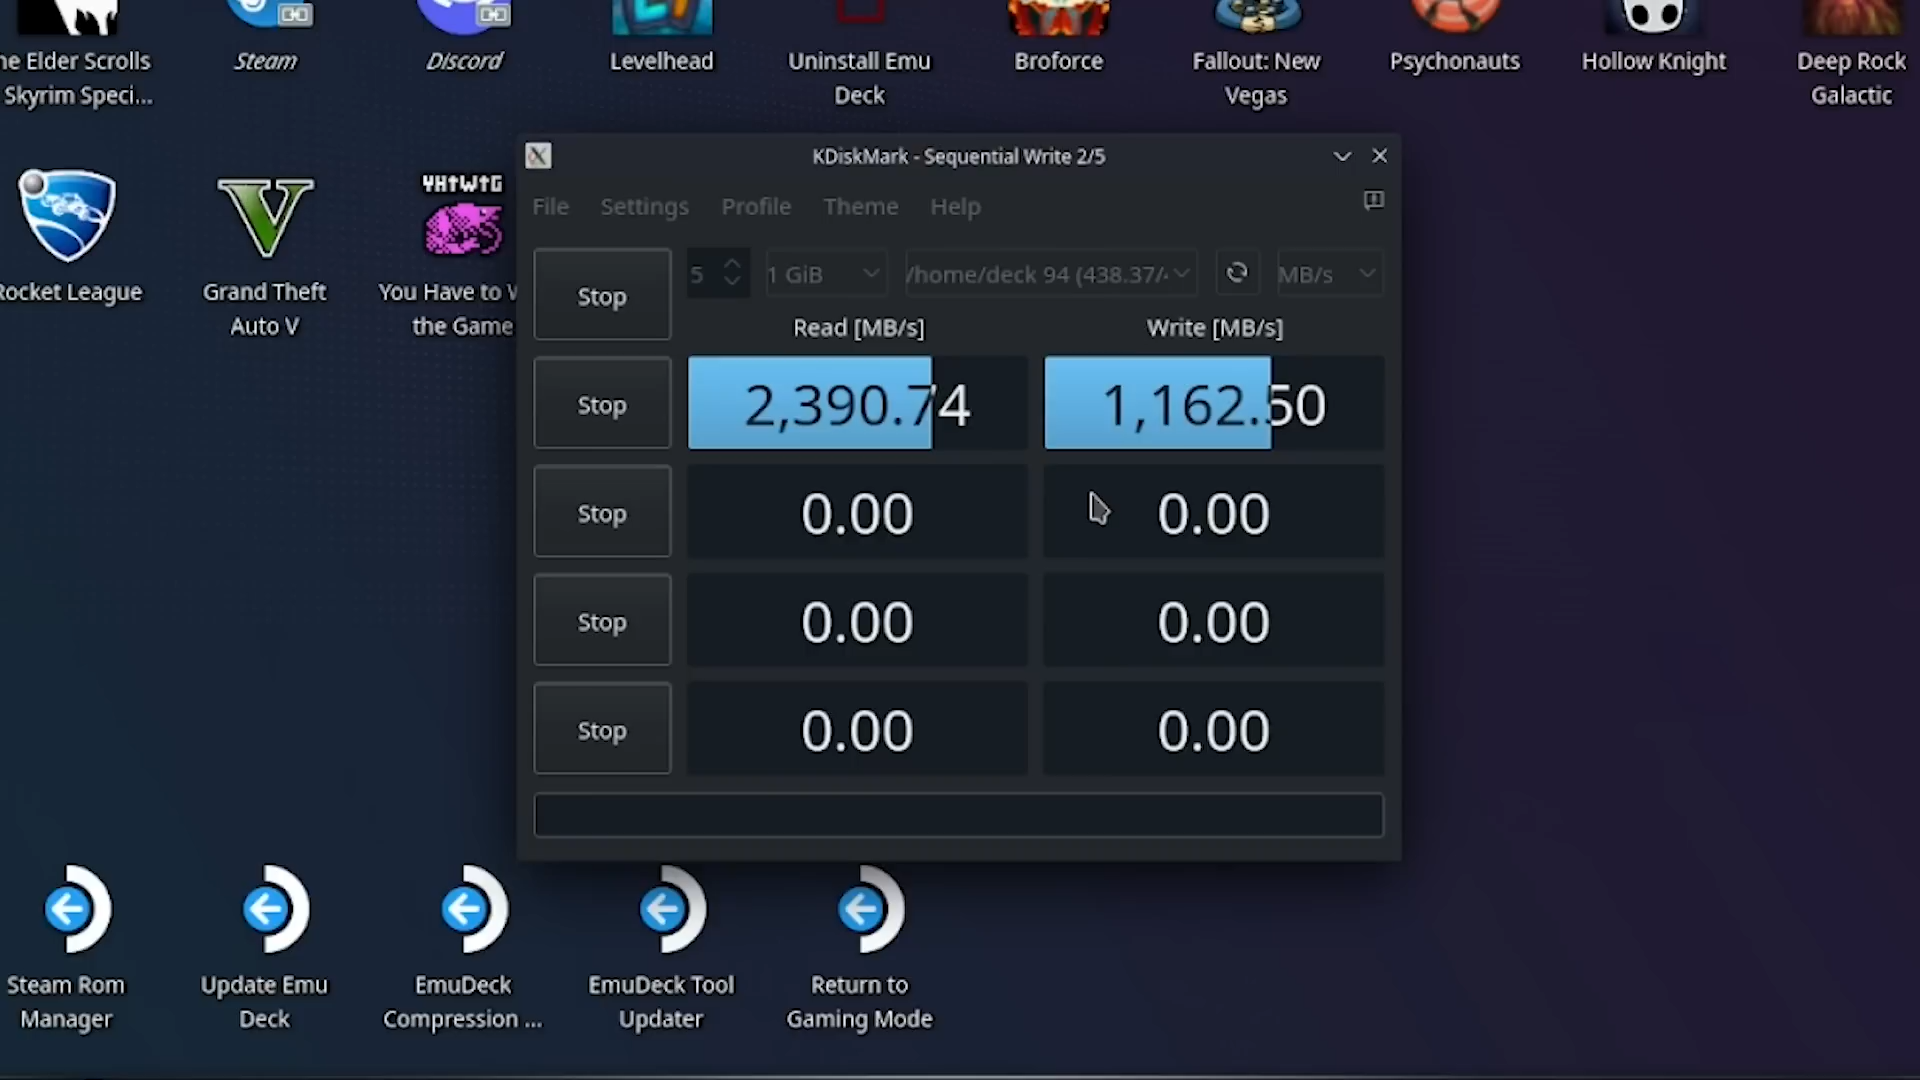 ne Elder Scrolls
Skyrim Speci...
Steam
Discord
Levelhead
Uninstall Emu
Deck
Broforce
Fallout: New
Vegas
Psychonauts
Hollow Knight
Deep Rock
Galactic
Rocket League
Grand Theft
Auto V
YHtWtG
You Have to W
the Game
KDiskMark - Sequential Write 2/5
File Settings Profile Theme Help
Stop 5 1 GiB /home/deck 94 (438.37/ MB/s
Read [MB/s] Write [MB/s]
Stop 2,390.74 1,162.50
Stop 0.00 0.00
Stop 0.00 0.00
Stop 0.00 0.00
Steam Rom
Manager
Update Emu
Deck
EmuDeck
Compression ...
EmuDeck Tool
Updater
Return to
Gaming Mode